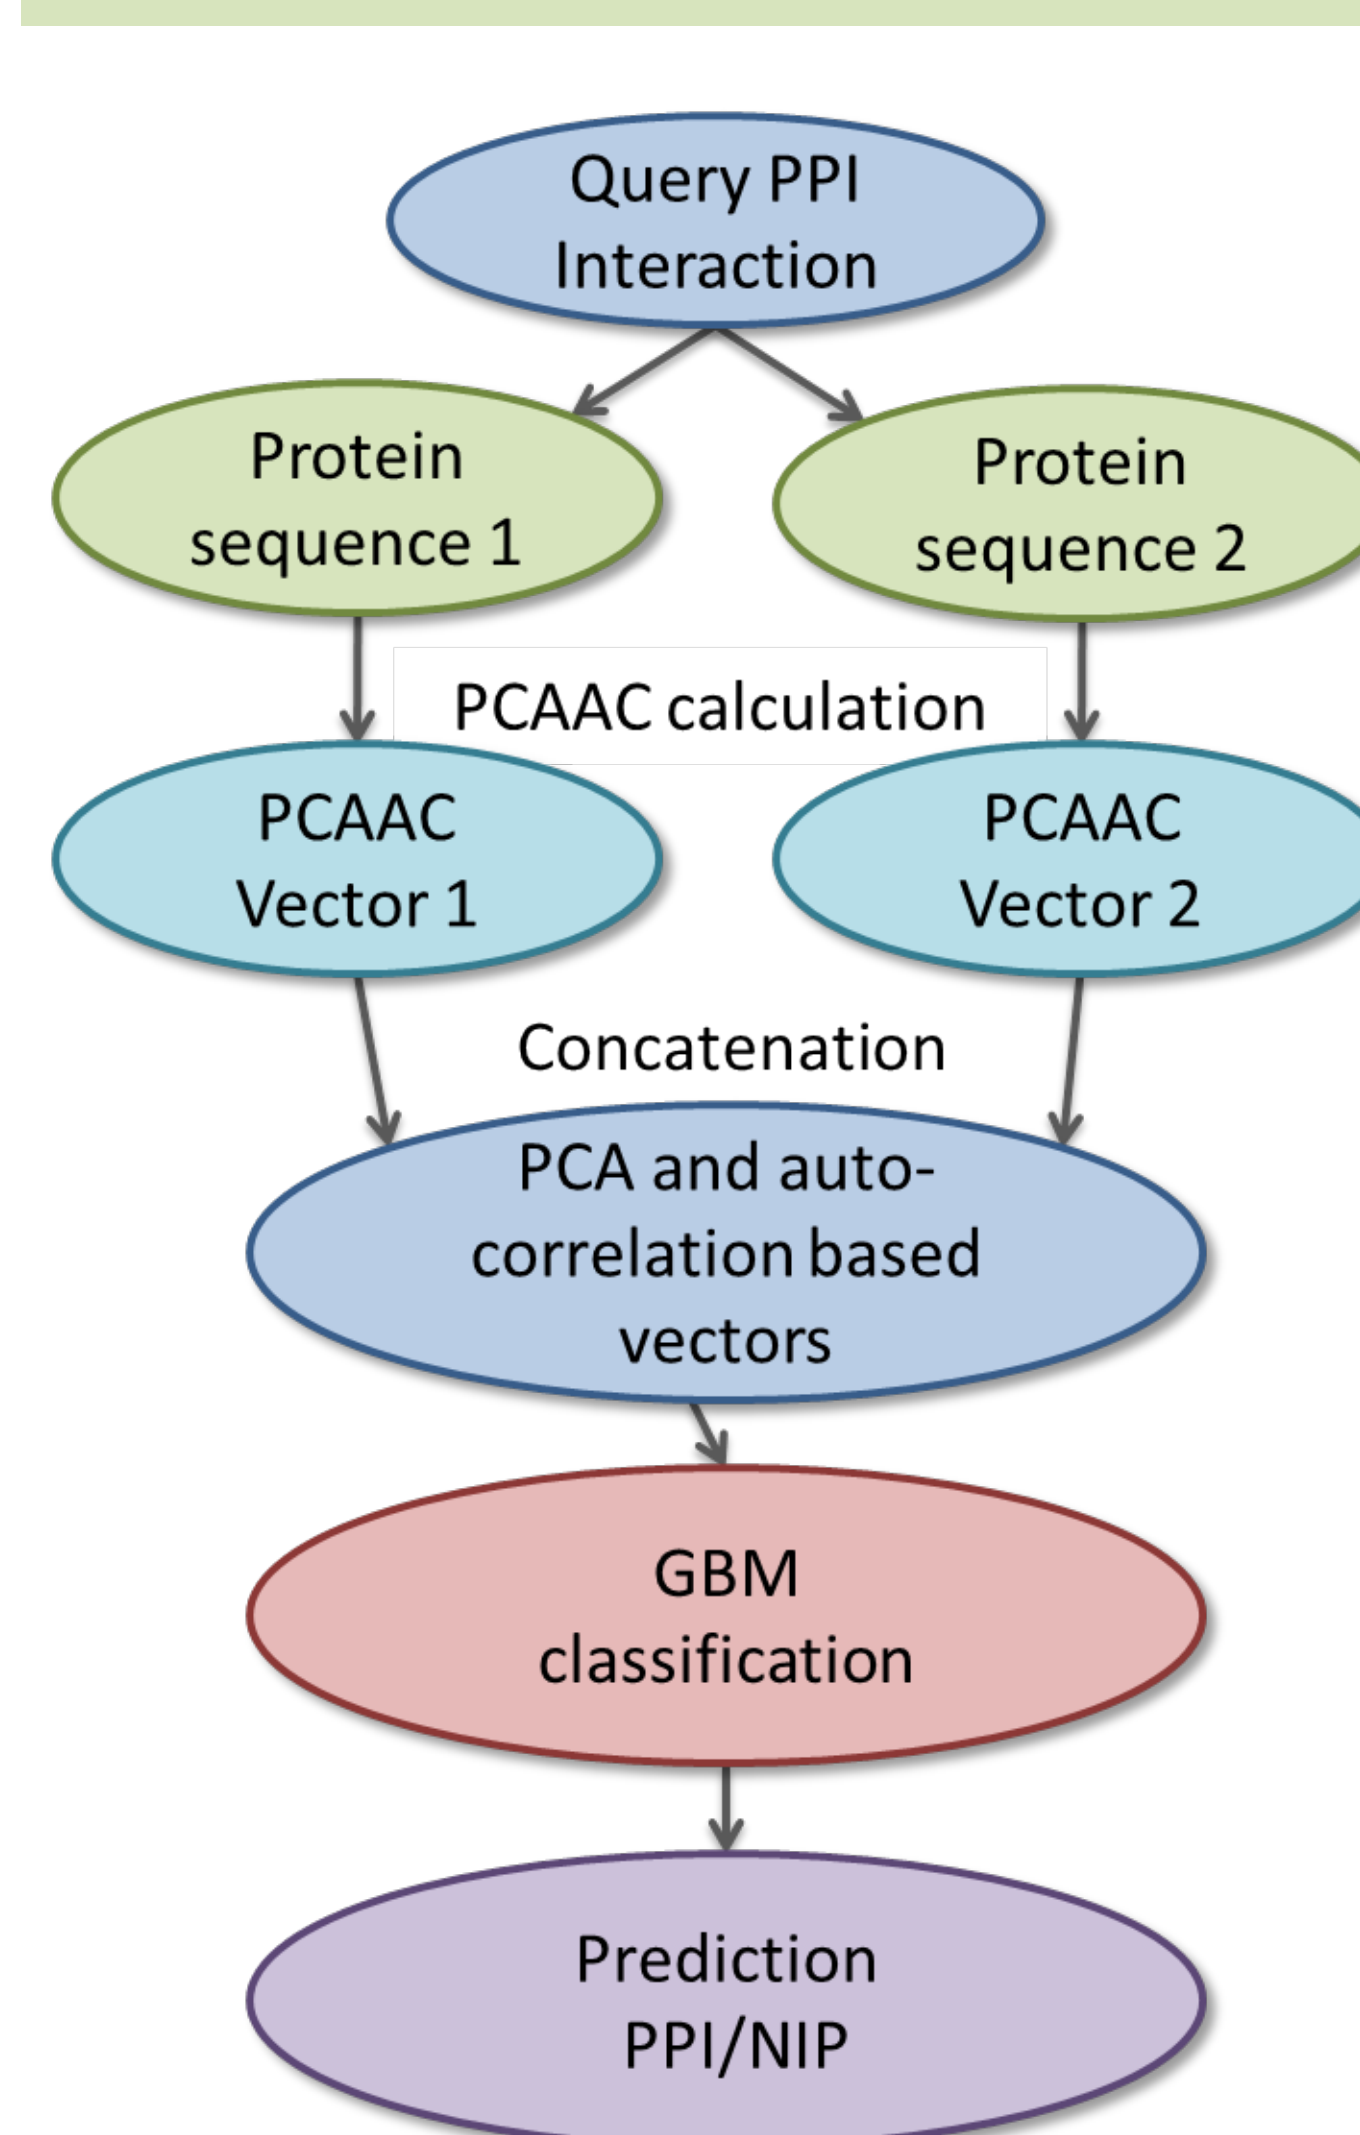 Query PPI
Interaction
Protein
sequence 1
Protein
sequence 2
PCAAC calculation
PCAAC
Vector 1
PCAAC
Vector 2
Concatenation
PCA and auto-
correlation based
vectors
GBM
classification
Prediction
PPI/NIP